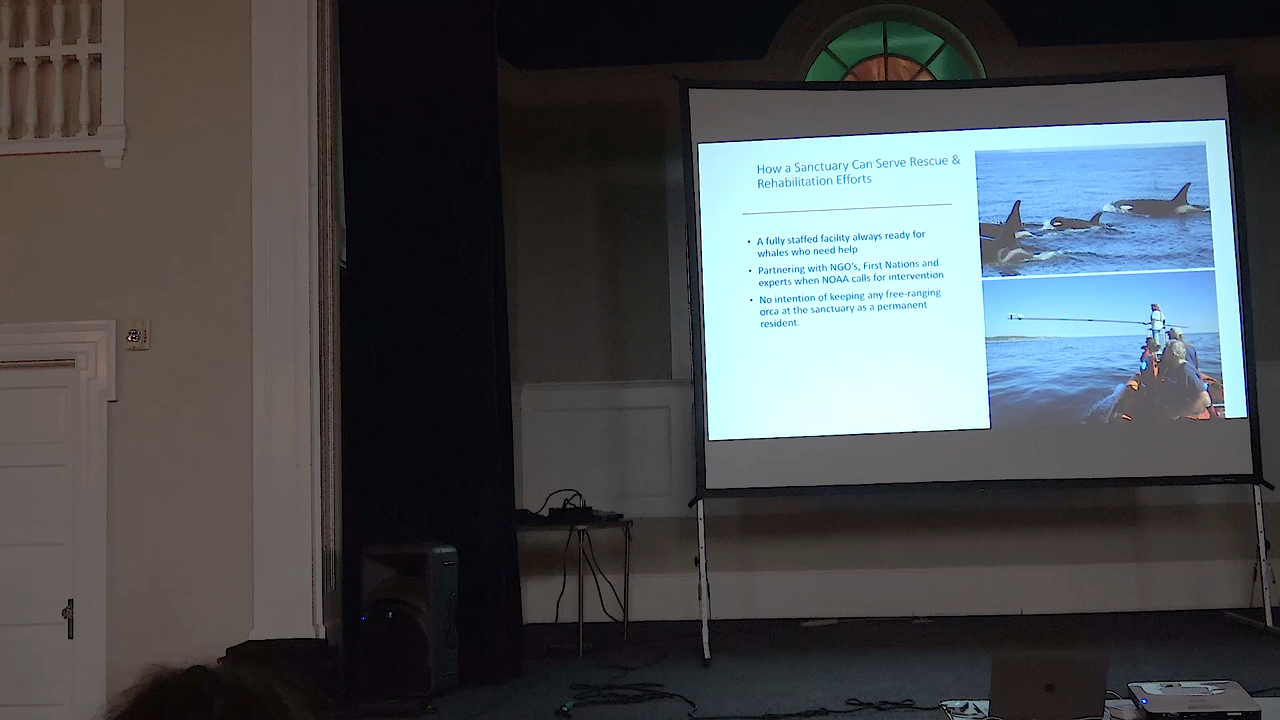 How a Sanctuary Can Serve Rescue &
Rehabilitation Efforts
• A fully staffed facility always ready for
whales who need help
• Partnering with NGO's, First Nations and
experts when NOAA calls for intervention
• No intention of keeping any free-ranging
orca at the sanctuary as a permanent
resident.